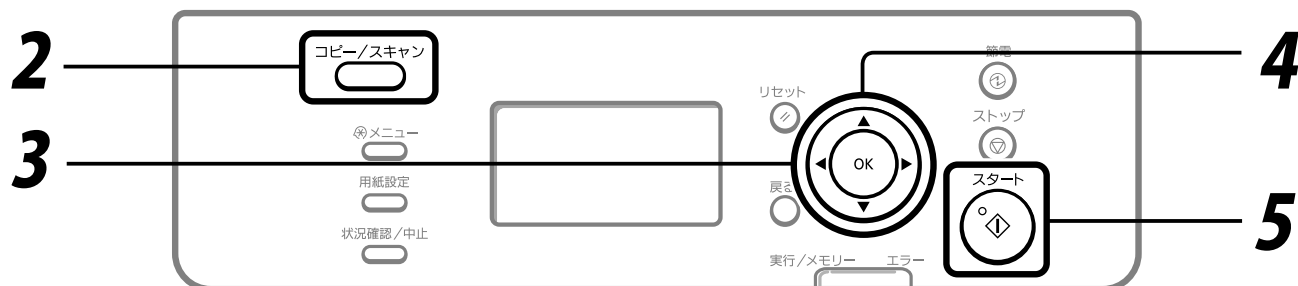 2
コピー/スキャン
4
節電
リセット
ストップ
メニュー
3
OK
用紙設定
戻る
スタート
5
状況確認/中止
実行/メモリー
エラー